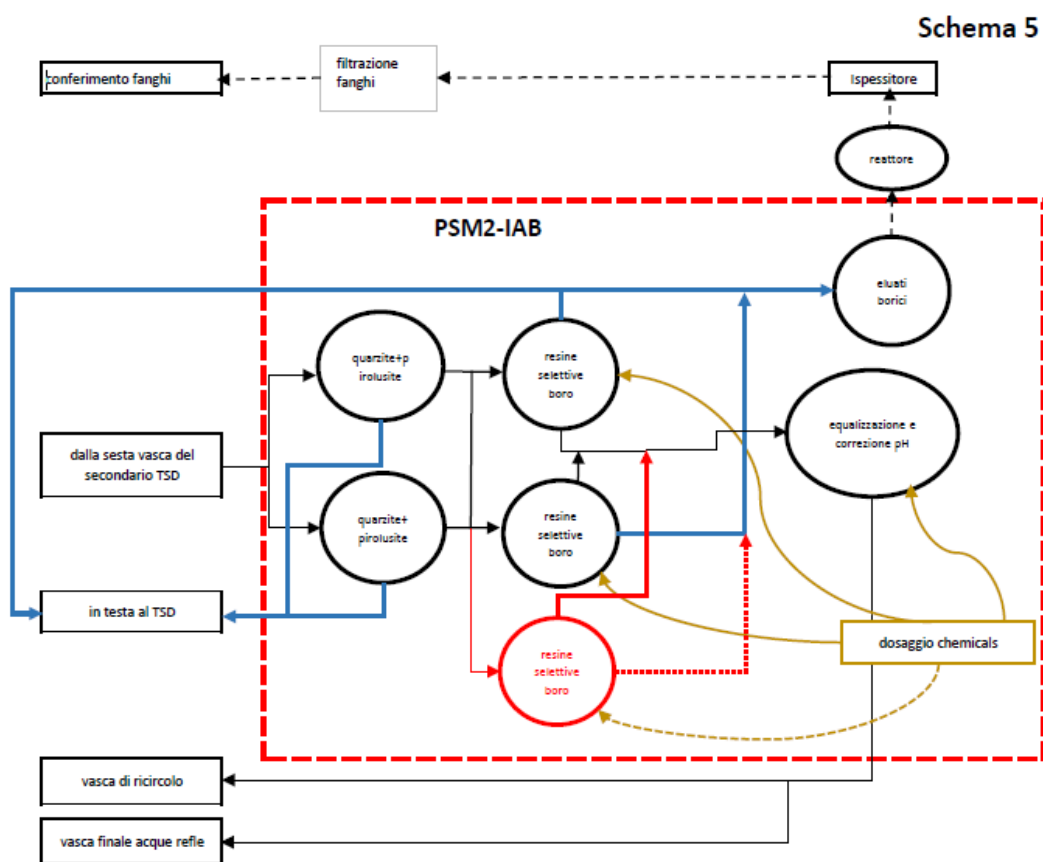 Schema 5
conferimento fanghi
filtrazione
fanghi
Ispessitore
reattore
PSM2-IAB
eluati
borici
quarzite+p
irolusite
resine
selettive
boro
equalizzazione e
correzione pH
dalla sesta vasca del
secondario TSD
quarzite+
pirolusite
resine
selettive
boro
in testa al TSD
resine
selettive
boro
dosaggio chemicals
vasca di ricircolo
vasca finale acque refle